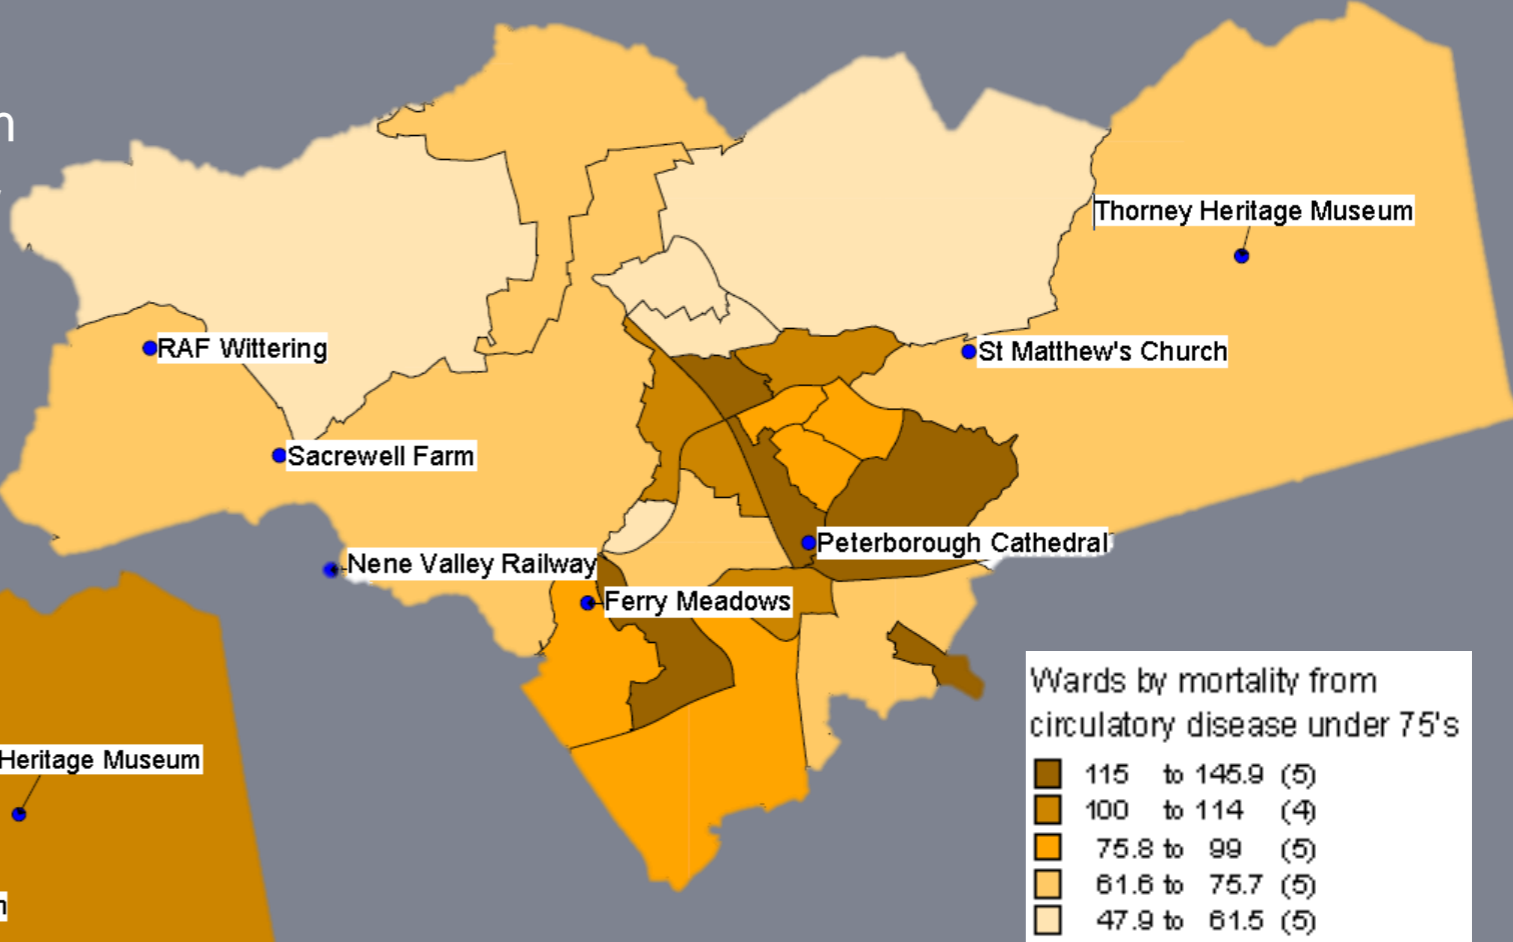 n
Thorney Heritage Museum
RAF Wittering
St Matthew's Church
Sacrewell Farm
Peterborough Cathedral
Nene Valley Railway
Ferry Meadows
Heritage Museum
Wards by mortality from
circulatory disease under 75's
115 to 145.9 (5)
100 to 114 (4)
75.8 to 99 (5)
61.6 to 75.7 (5)
47.9 to 61.5 (5)